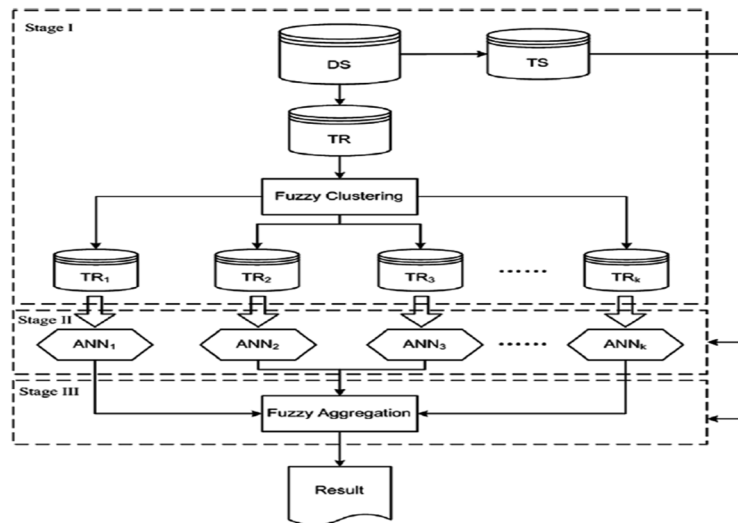 Stage I
DS
TS
TR
Fuzzy Clustering
TR₁
TR₂
TR₃
......
TRₖ
Stage II
ANN₁
ANN₂
ANN₃
......
ANNₖ
Stage III
Fuzzy Aggregation
Result